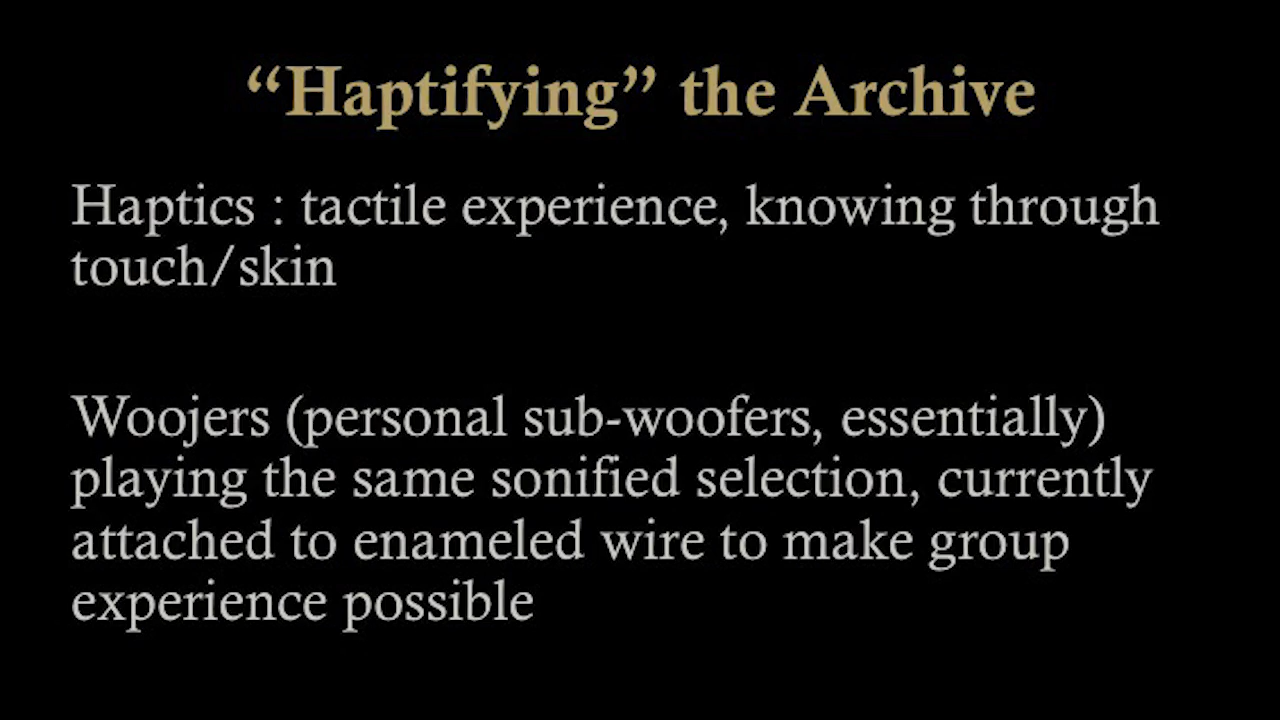 “Haptifying” the Archive
Haptics : tactile experience, knowing through
touch/skin
Woojers (personal sub-woofers, essentially)
playing the same sonified selection, currently
attached to enameled wire to make group
experience possible